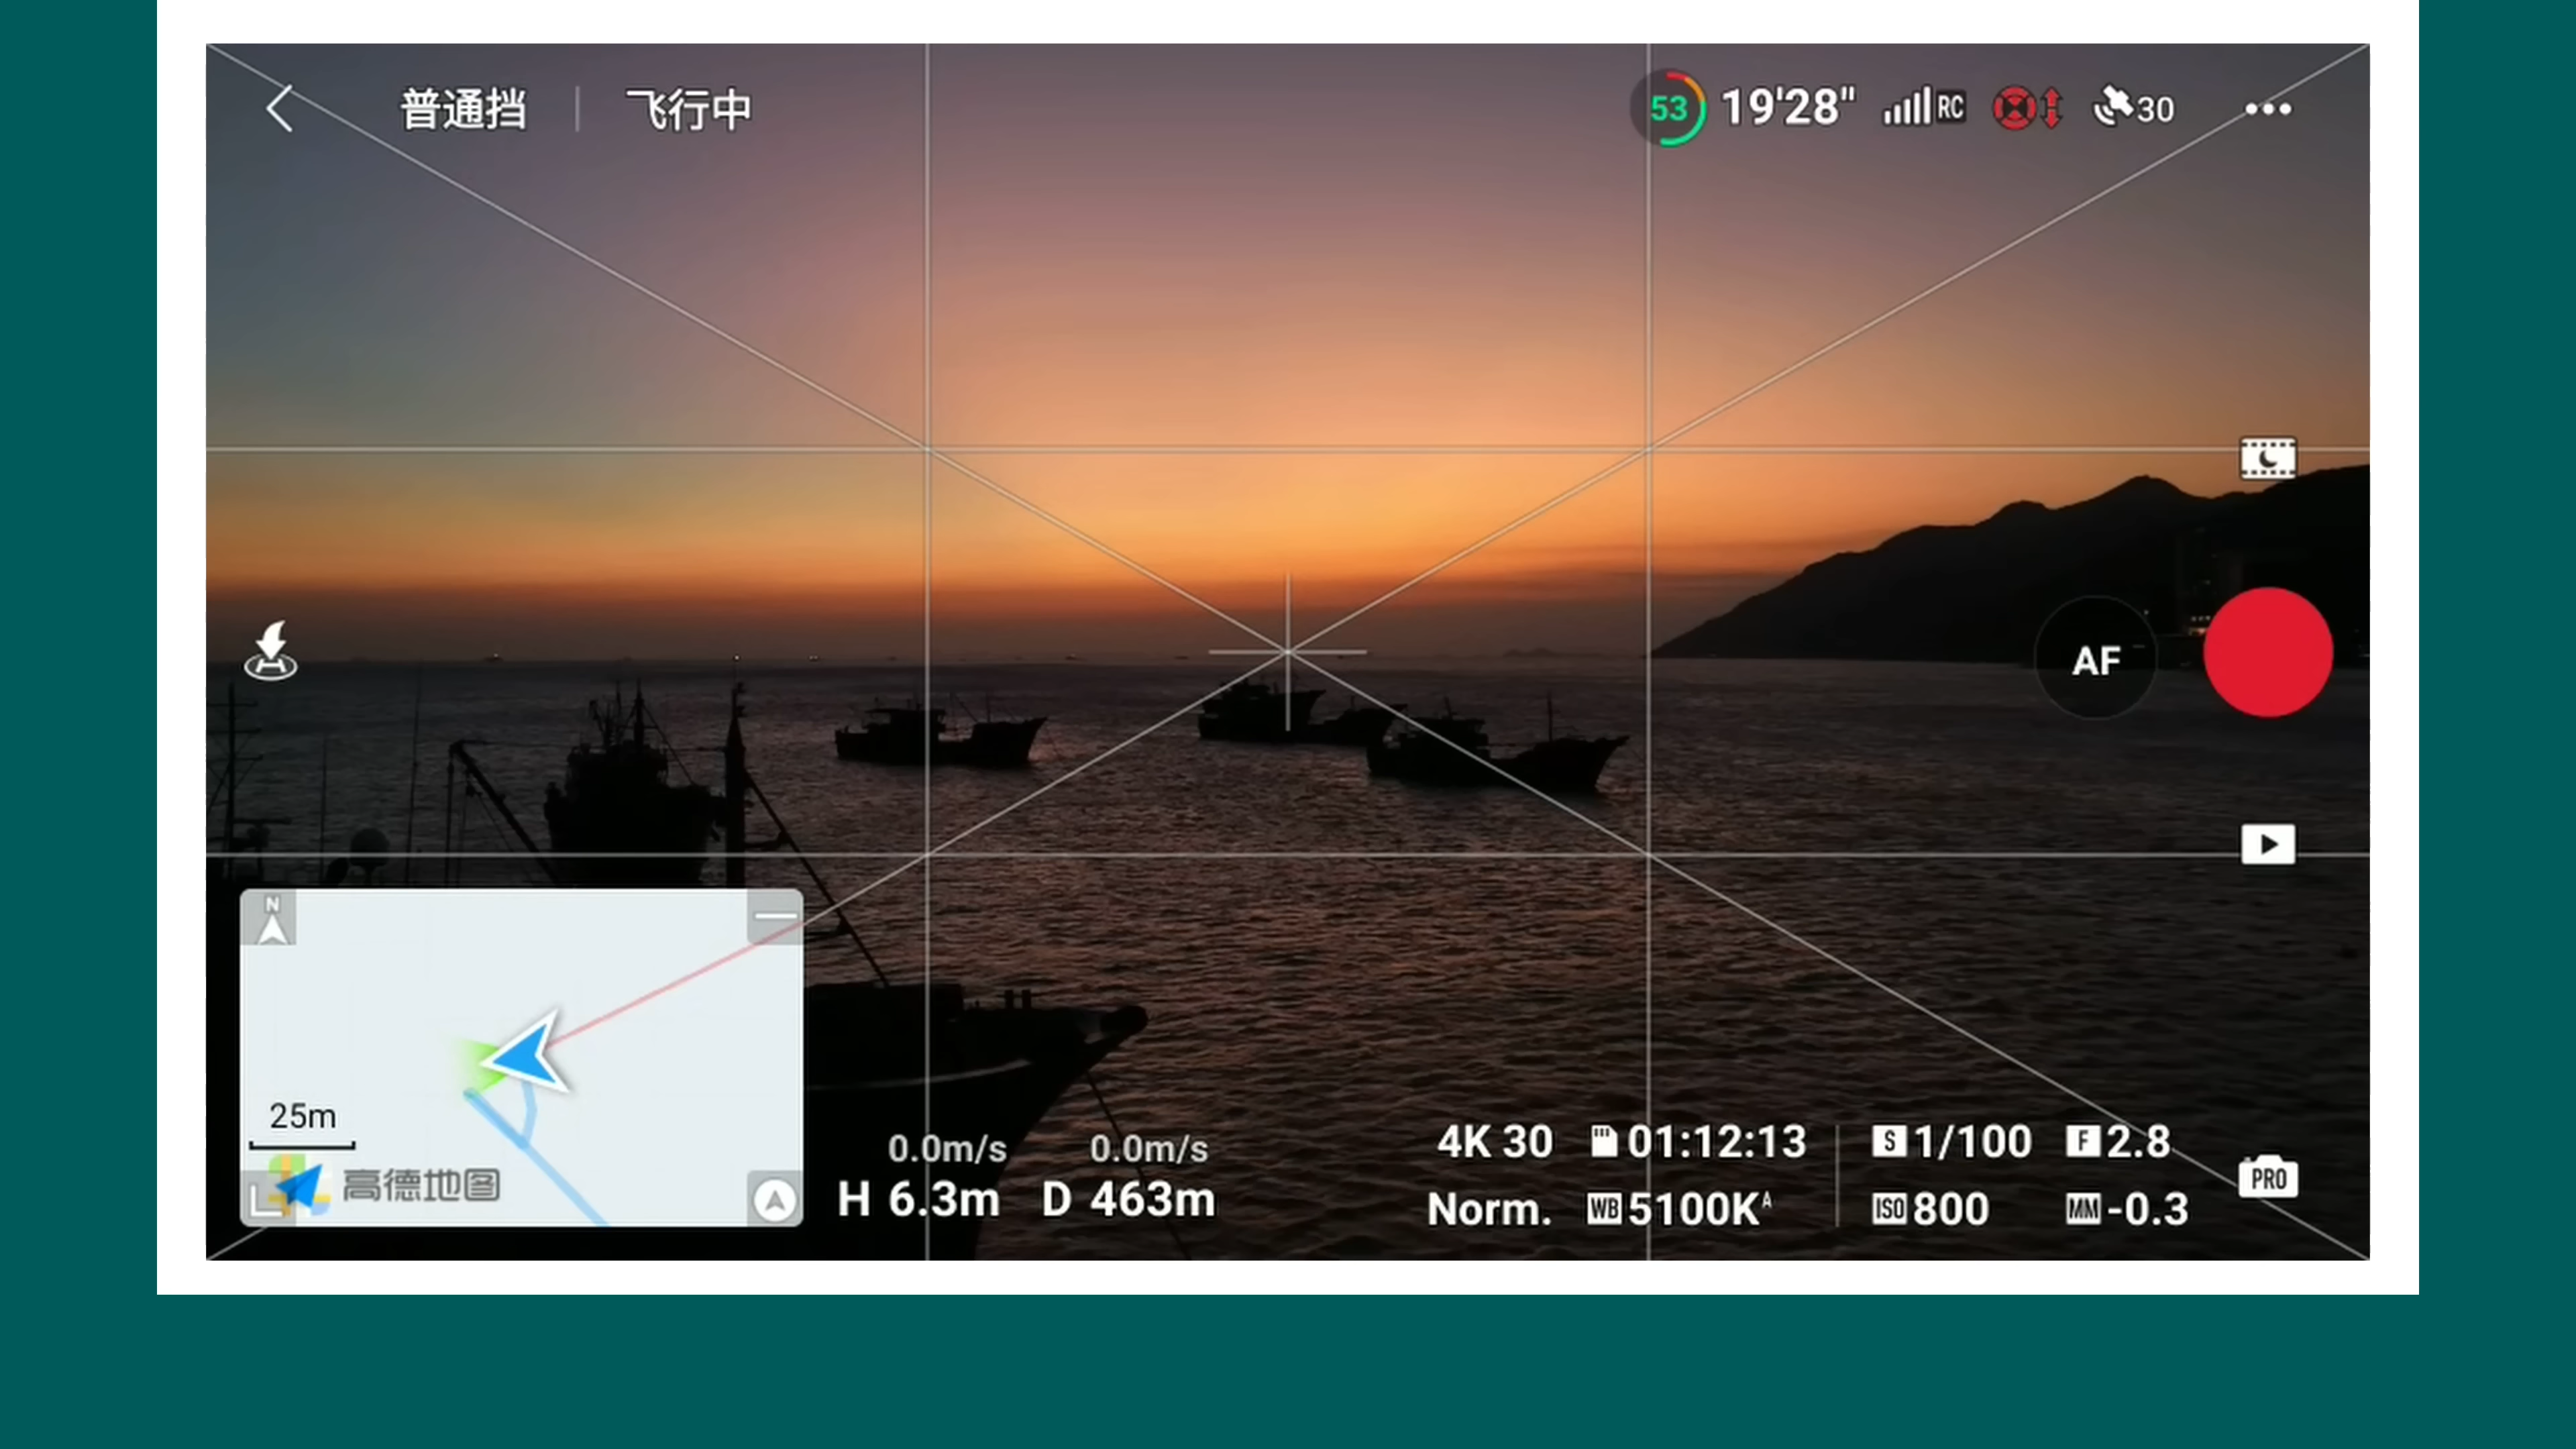 普通挡 | 飞行中
53 19'28" RC 30
AF
N
25m
高德地图
0.0m/s 0.0m/s
H 6.3m D 463m
4K 30 01:12:13 S 1/100 F 2.8
Norm. WB 5100K A ISO 800 MM -0.3
PRO